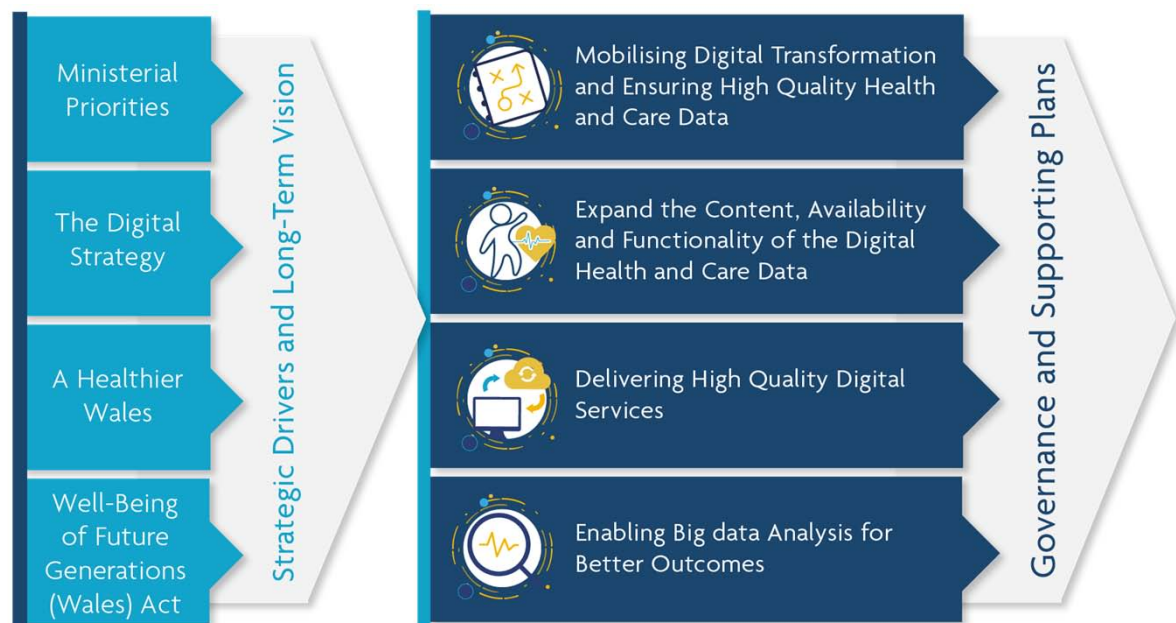 Ministerial
Priorities
The Digital
Strategy
A Healthier
Wales
Well-Being
of Future
Generations
(Wales) Act
Strategic Drivers and Long-Term Vision
Mobilising Digital Transformation
and Ensuring High Quality Health
and Care Data
Expand the Content, Availability
and Functionality of the Digital
Health and Care Data
Delivering High Quality Digital
Services
Enabling Big data Analysis for
Better Outcomes
Governance and Supporting Plans